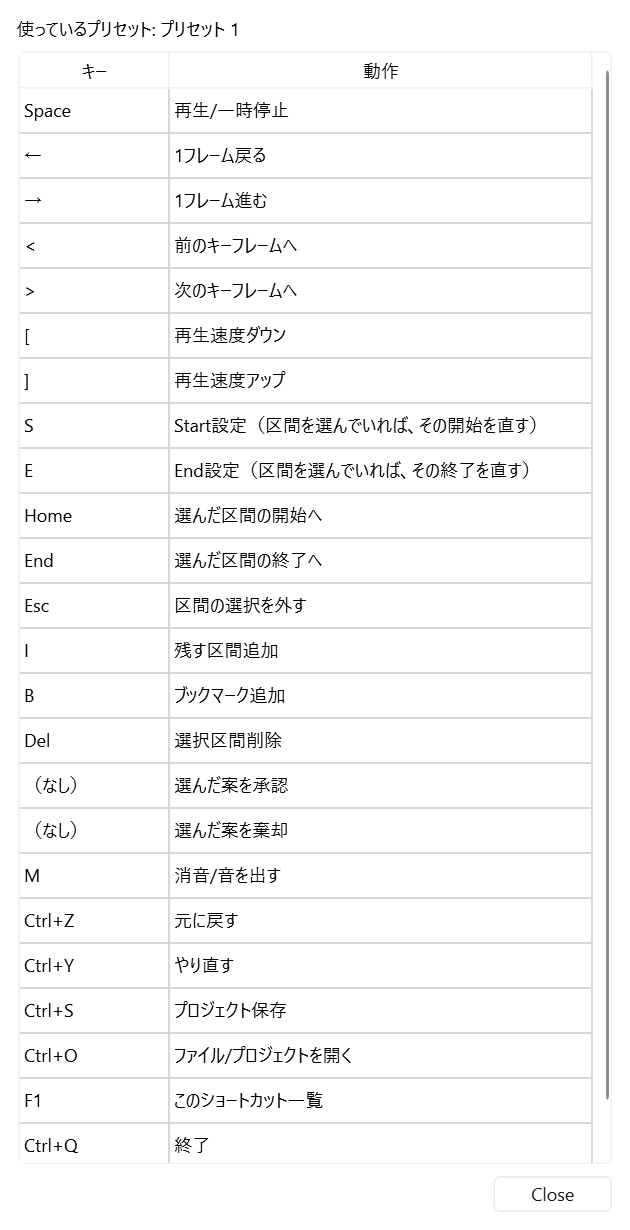 使っているプリセット: プリセット 1
キー 動作
Space 再生/一時停止
← 1フレーム戻る
→ 1フレーム進む
< 前のキーフレームへ
> 次のキーフレームへ
[ 再生速度ダウン
] 再生速度アップ
S Start設定（区間を選んでいれば、その開始を直す）
E End設定（区間を選んでいれば、その終了を直す）
Home 選んだ区間の開始へ
End 選んだ区間の終了へ
Esc 区間の選択を外す
I 残す区間追加
B ブックマーク追加
Del 選択区間削除
（なし） 選んだ案を承認
（なし） 選んだ案を棄却
M 消音/音を出す
Ctrl+Z 元に戻す
Ctrl+Y やり直す
Ctrl+S プロジェクト保存
Ctrl+O ファイル/プロジェクトを開く
F1 このショートカット一覧
Ctrl+Q 終了
Close